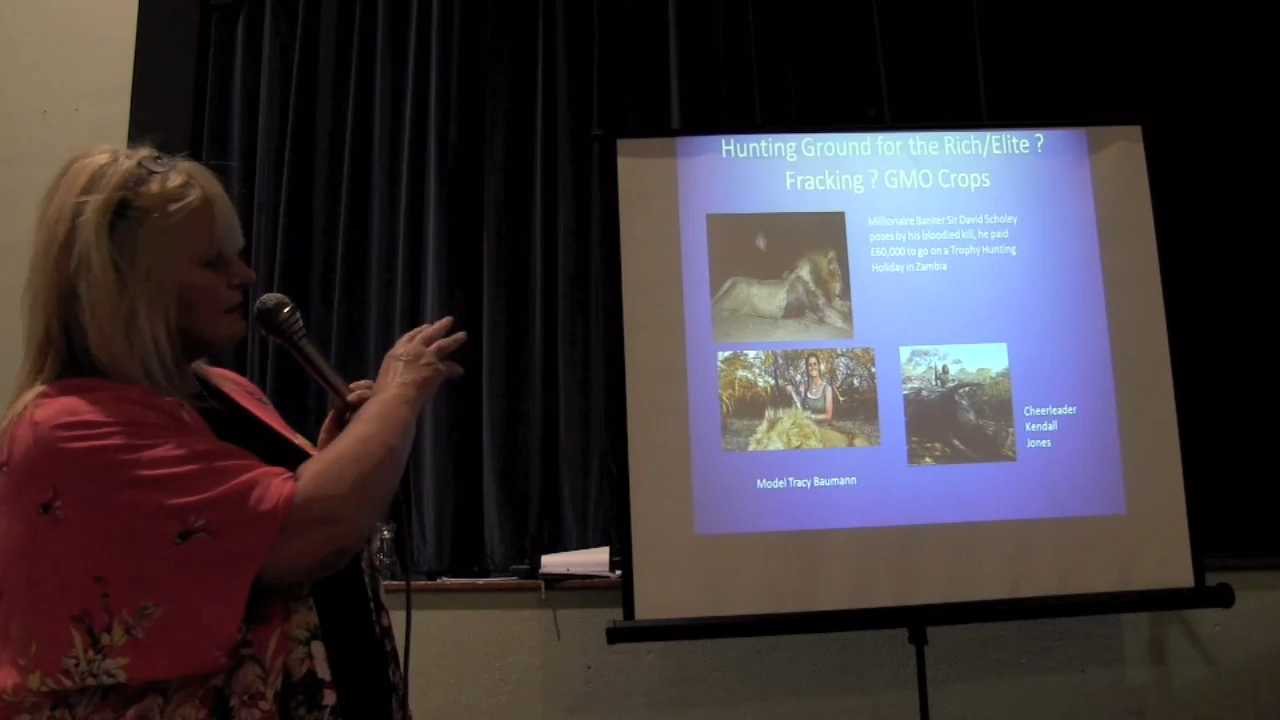 Hunting Ground for the Rich/Elite ?
Fracking ? GMO Crops
Millionaire Banker Sir David Scholey
poses by his bloodied kill, he paid
£60,000 to go on a Trophy Hunting
Holiday in Zambia
Cheerleader
Kendall
Jones
Model Tracy Baumann